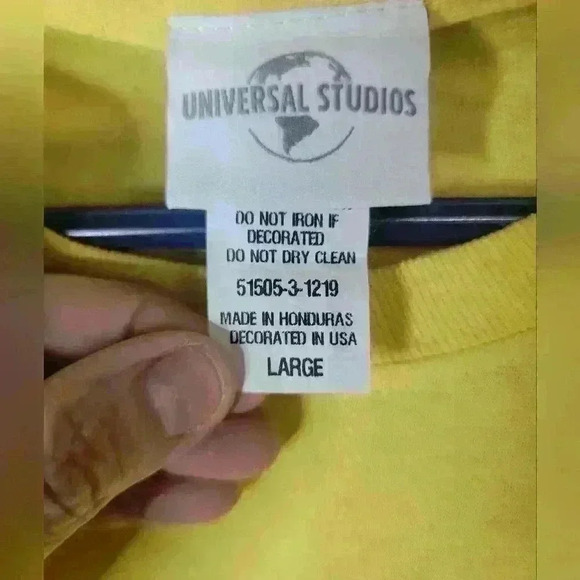 UNIVERSAL STUDIOS
DO NOT IRON IF
DECORATED
DO NOT DRY CLEAN
51505-3-1219
MADE IN HONDURAS
DECORATED IN USA
LARGE